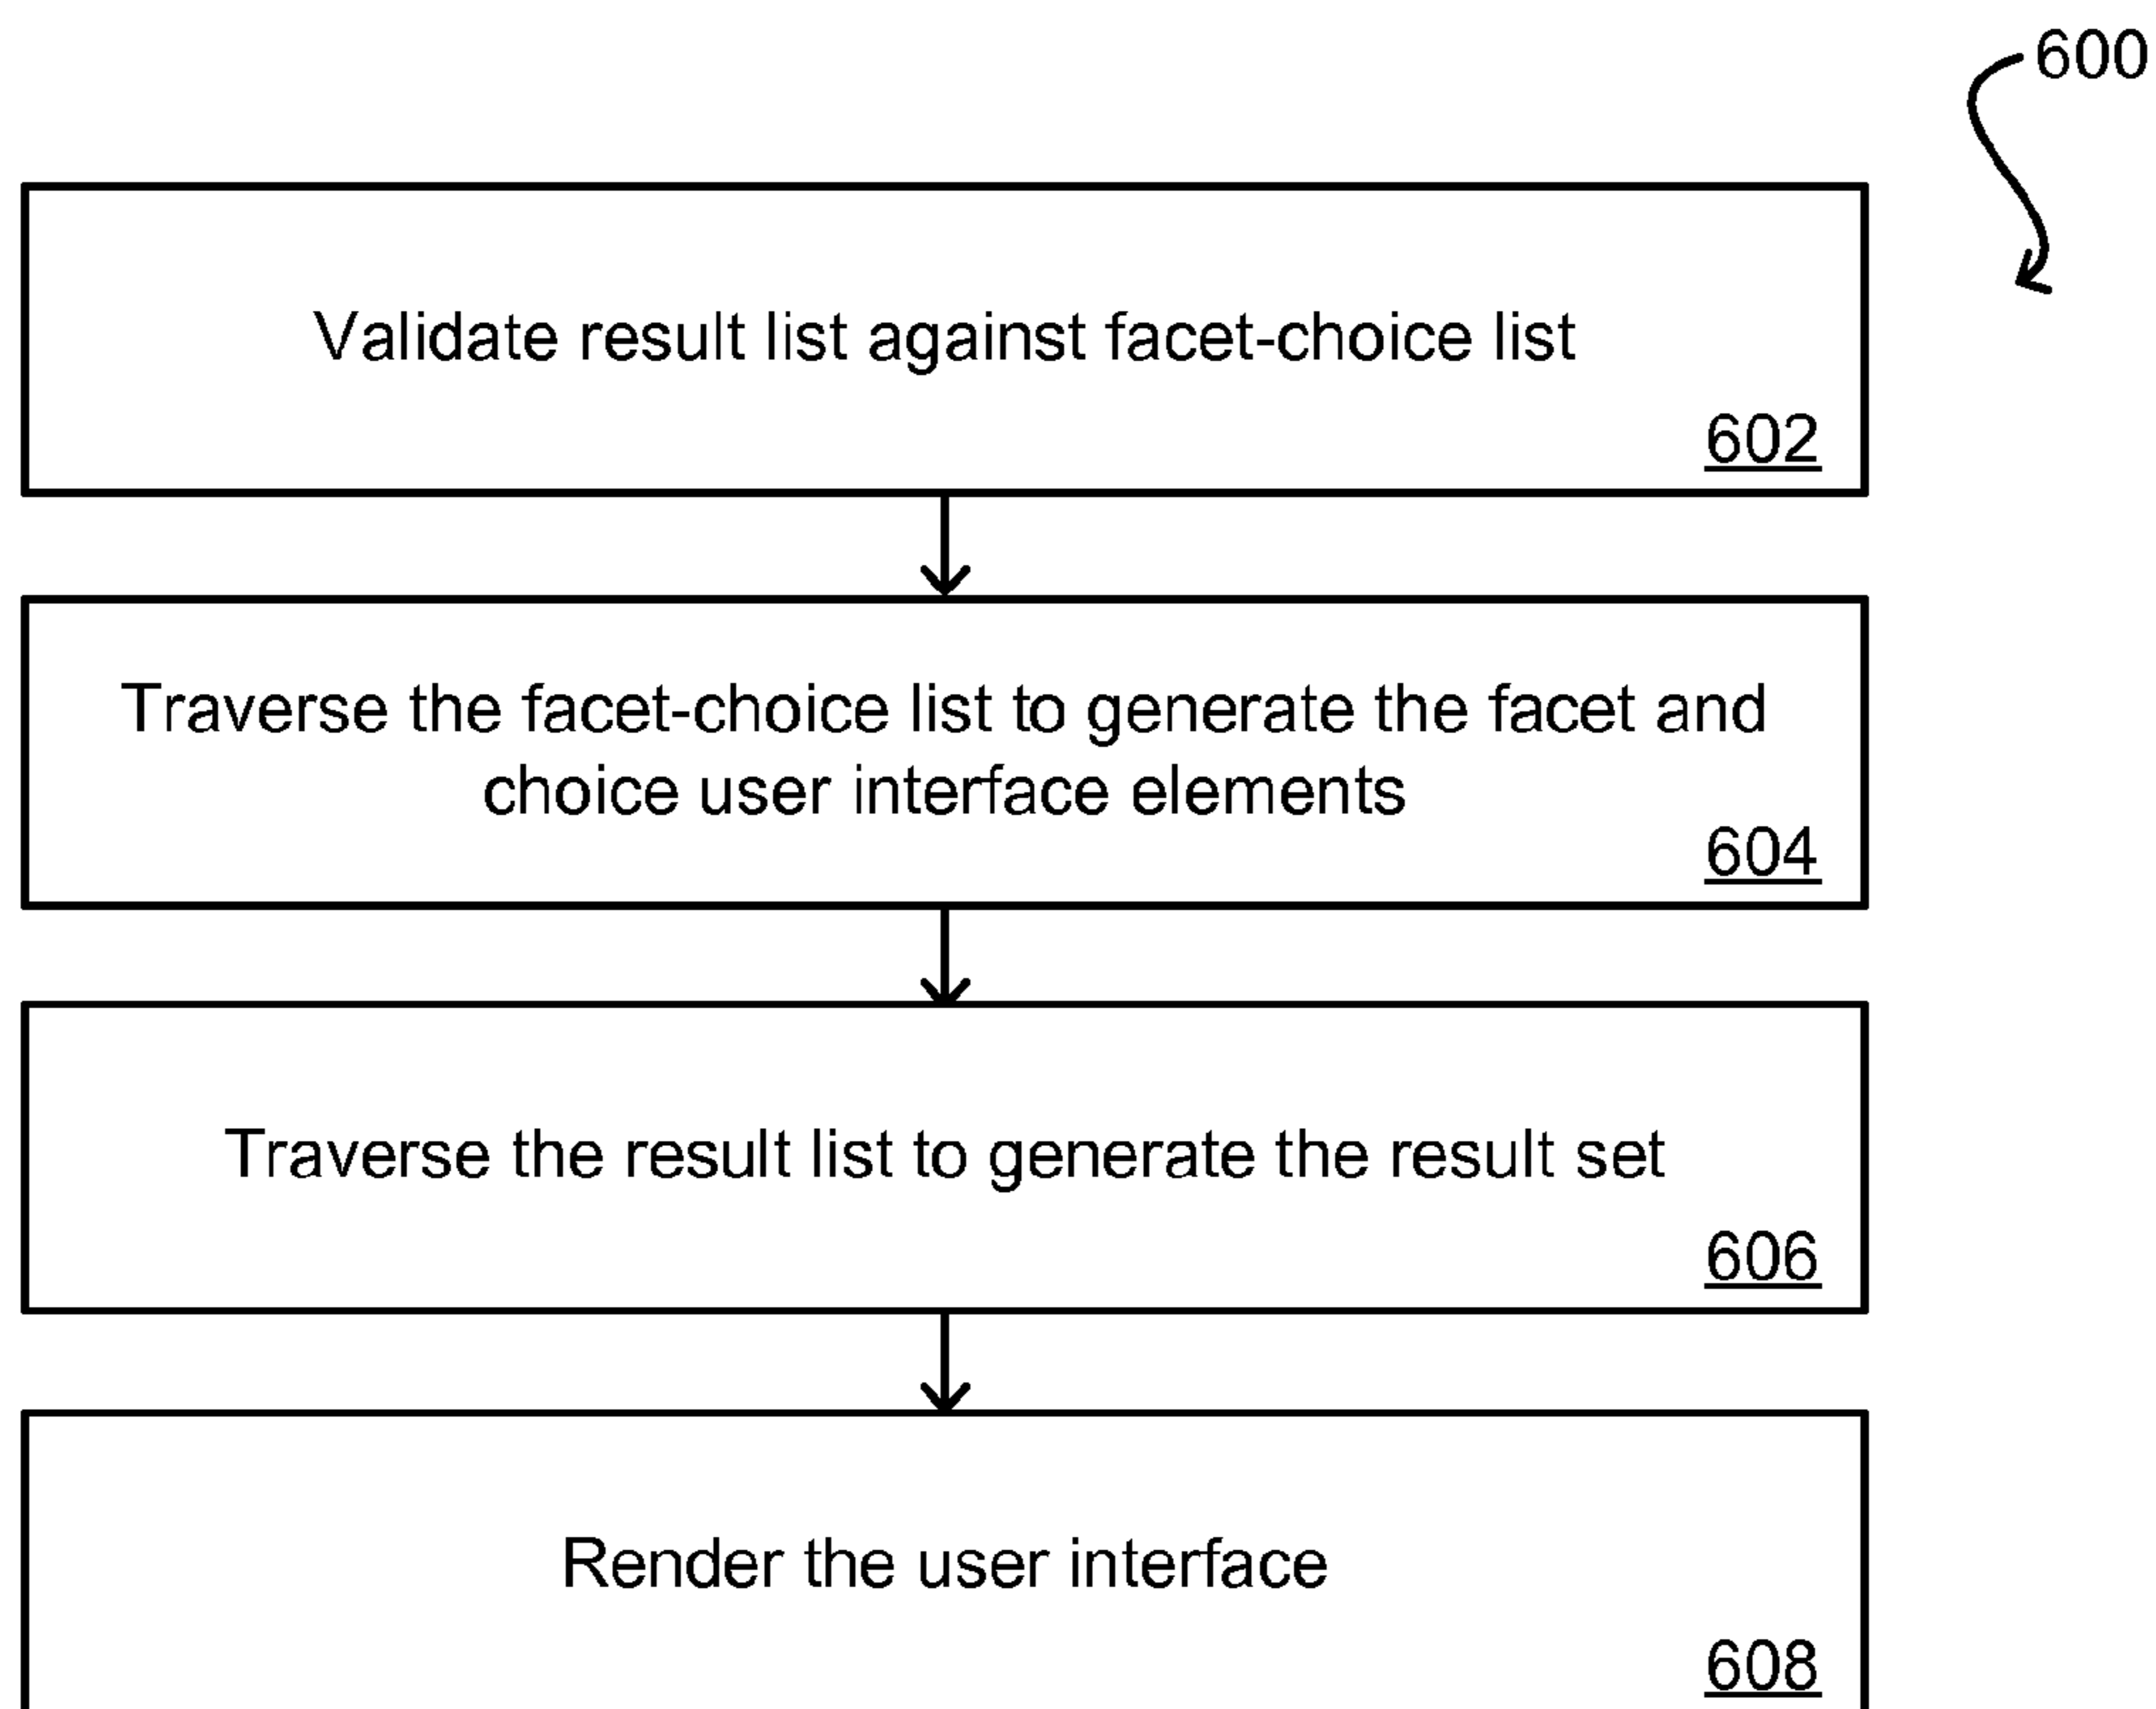 600
Validate result list against facet-choice list
602
Traverse the facet-choice list to generate the facet and
choice user interface elements
604
Traverse the result list to generate the result set
606
Render the user interface
608